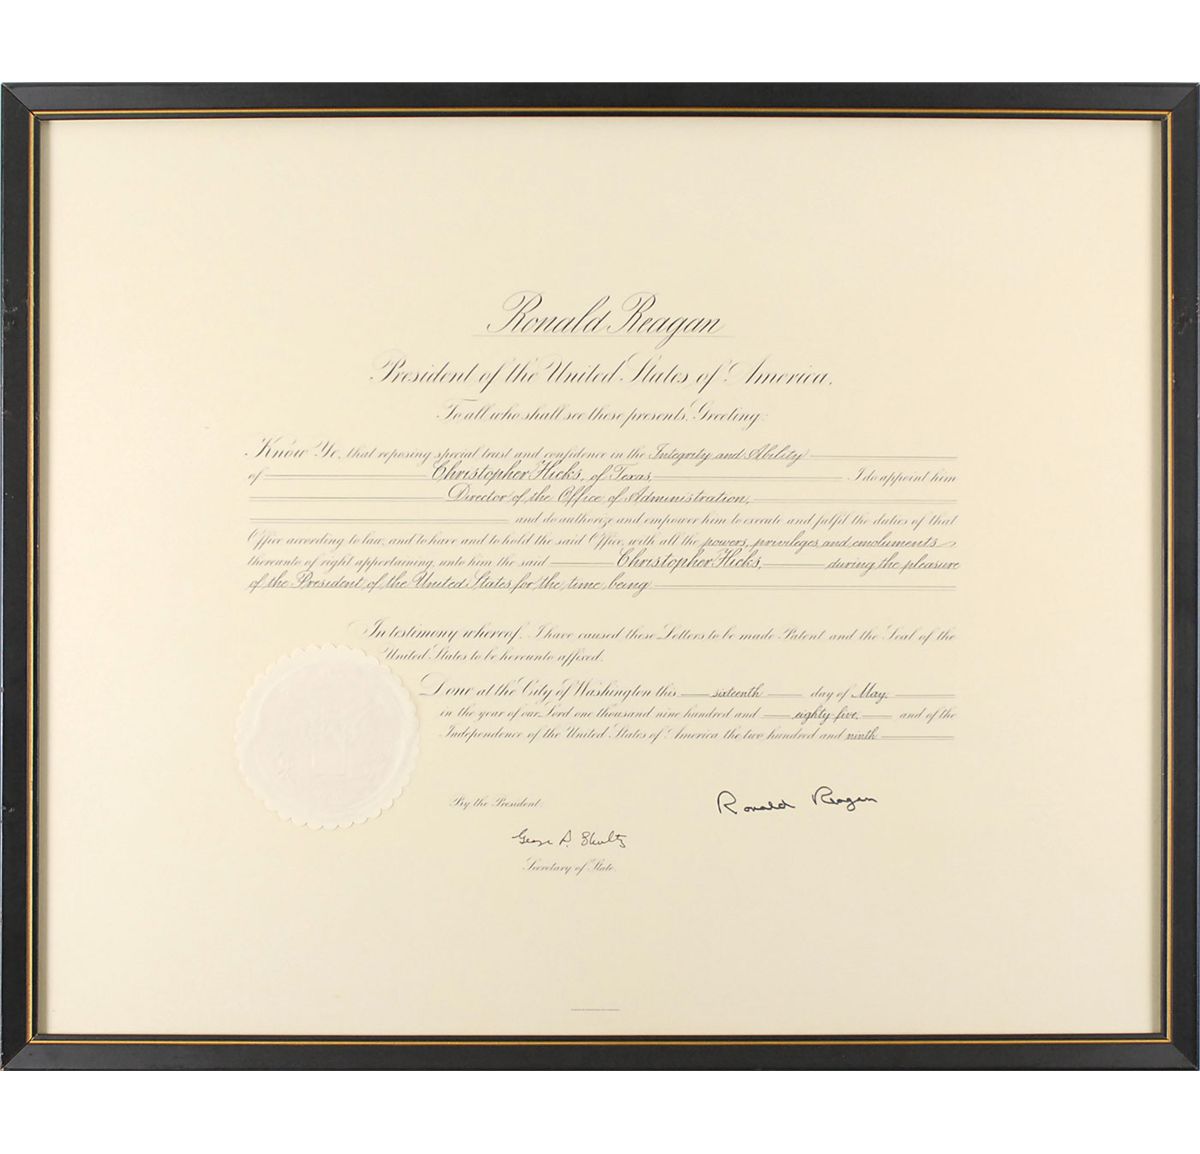 Ronald Reagan
President of the United States of America,
To all who shall see these presents, Greeting:
Know Ye, that reposing special trust and confidence in the Integrity and Ability
of Christopher Hicks, of Texas, I do appoint him
Director of the Office of Administration,
and do authorize and empower him to execute and fulfil the duties of that
Office according to law, and to have and to hold the said Office, with all the powers, privileges, and emoluments
thereunto of right appertaining, unto him the said Christopher Hicks, during the pleasure
of the President of the United States for the time being
In testimony whereof, I have caused these Letters to be made Patent and the Seal of the
United States to be hereunto affixed.
Done at the City of Washington this sixteenth day of May,
in the year of our Lord one thousand nine hundred and eighty five, and of the
Independence of the United States of America the two hundred and ninth
By the President:
Ronald Reagan
George P. Shultz
Secretary of State.